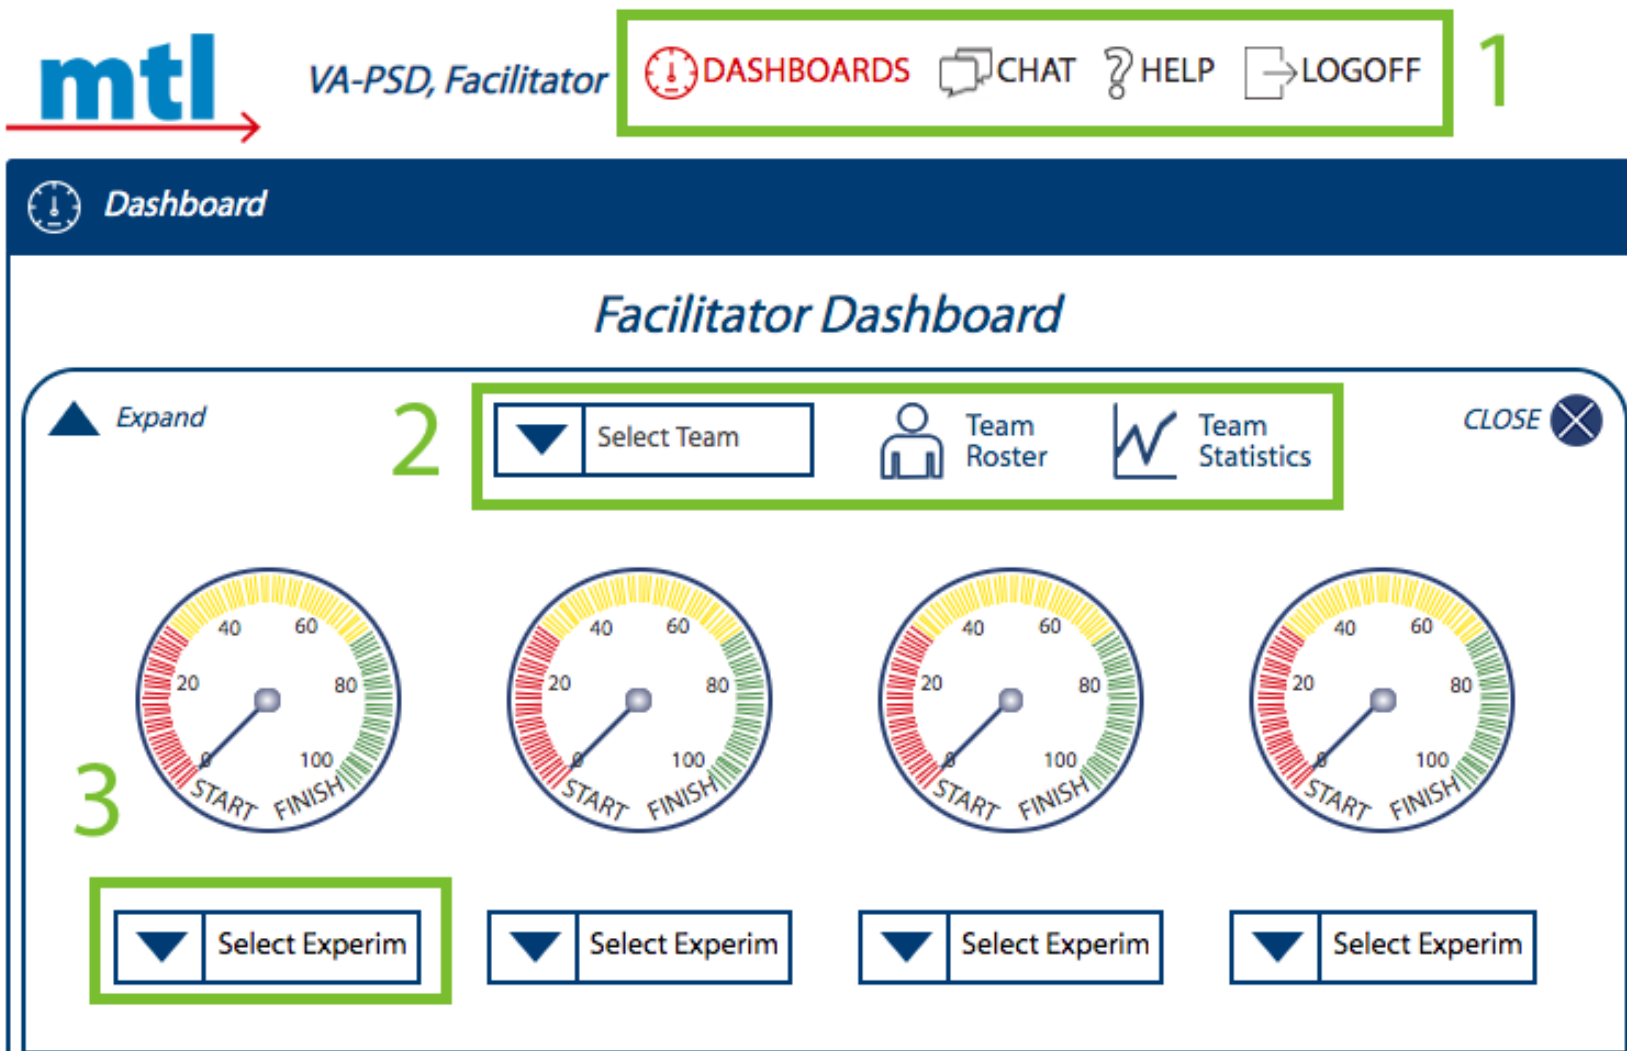 mtl
VA-PSD, Facilitator
DASHBOARDS CHAT HELP LOGOFF
1
Dashboard
Facilitator Dashboard
Expand
2
Select Team
Team
Roster
Team
Statistics
CLOSE
0 20 40 60 80 100
START FINISH
0 20 40 60 80 100
START FINISH
0 20 40 60 80 100
START FINISH
0 20 40 60 80 100
START FINISH
3
Select Experim
Select Experim
Select Experim
Select Experim